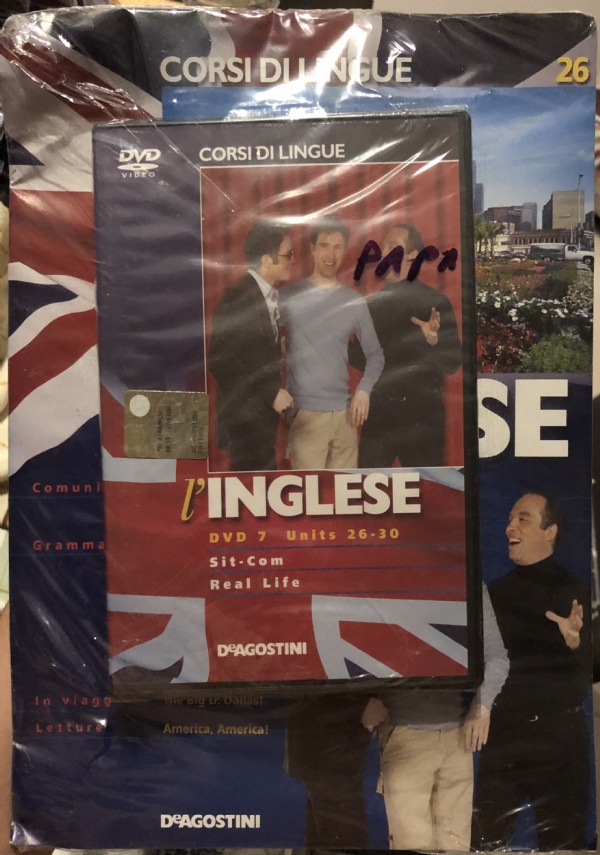 CORSI DI LINGUE
26
DVD
VIDEO
CORSI DI LINGUE
PAPA
SE
l'INGLESE
DVD 7 Units 26-30
Sit-Com
Real Life
DeAGOSTINI
Comuni
Gramma
In viagg
The Big D: Dallas!
Letture
America, America!
DeAGOSTINI